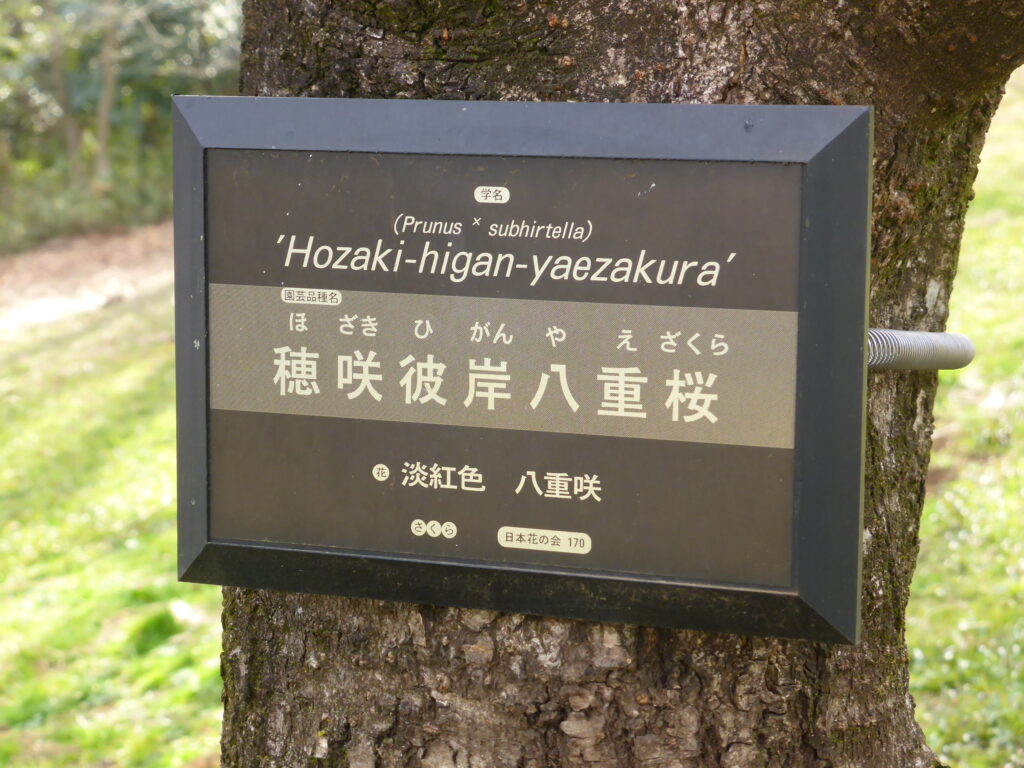 学名
(Prunus × subhirtella)
'Hozaki-higan-yaezakura'
園芸品種名
ほ ざき ひ がん や え ざくら
穂咲彼岸八重桜
花 淡紅色 八重咲
さくら 日本花の会 170